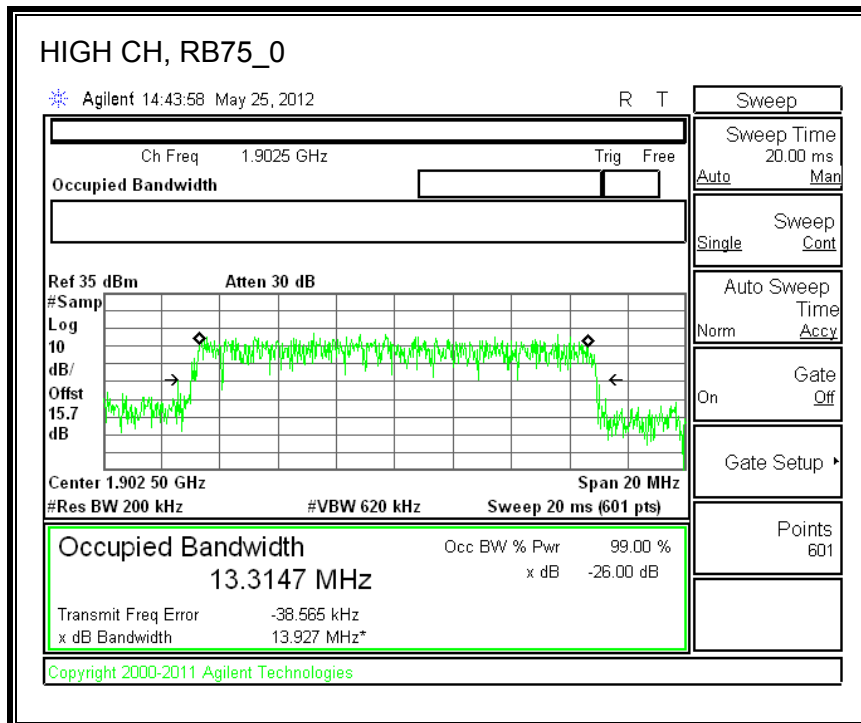 HIGH CH, RB75_0
Agilent 14:43:58 May 25, 2012 R T
Ch Freq 1.9025 GHz Trig Free
Occupied Bandwidth
Ref 35 dBm Atten 30 dB
#Samp
Log
10
dB/
Offst
15.7
dB
Center 1.902 50 GHz Span 20 MHz
#Res BW 200 kHz #VBW 620 kHz Sweep 20 ms (601 pts)
Occupied Bandwidth Occ BW % Pwr 99.00 %
13.3147 MHz x dB -26.00 dB
Transmit Freq Error -38.565 kHz
x dB Bandwidth 13.927 MHz*
Copyright 2000-2011 Agilent Technologies
Sweep
Sweep Time
20.00 ms
Auto Man
Sweep
Single Cont
Auto Sweep
Time
Norm Accy
Gate
On Off
Gate Setup
Points
601